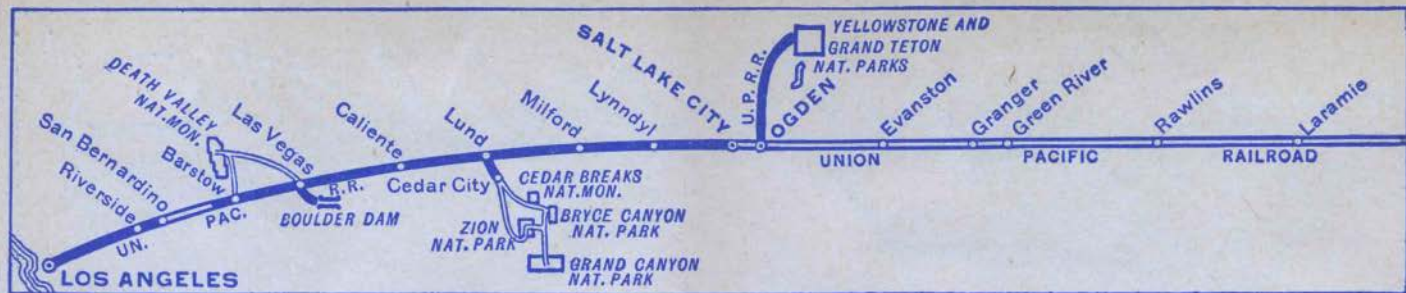 LOS ANGELES
UN.
Riverside
San Bernardino
PAC.
Barstow
DEATH VALLEY
NAT. MON.
Las Vegas
R.R.
BOULDER DAM
Caliente
Lund
Cedar City
CEDAR BREAKS
NAT. MON.
ZION
NAT. PARK
BRYCE CANYON
NAT. PARK
GRAND CANYON
NAT. PARK
Milford
Lynndyl
SALT LAKE CITY
U.P.R.R.
YELLOWSTONE AND
GRAND TETON
NAT. PARKS
OGDEN
Evanston
UNION
Granger
Green River
PACIFIC
Rawlins
RAILROAD
Laramie